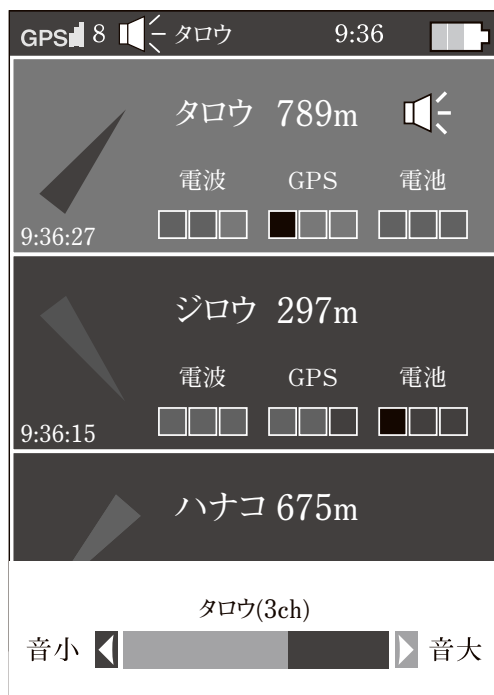 GPS 8 タロウ 9:36
タロウ 789m
電波 GPS 電池
9:36:27
ジロウ 297m
電波 GPS 電池
9:36:15
ハナコ 675m
タロウ(3ch)
音小 音大